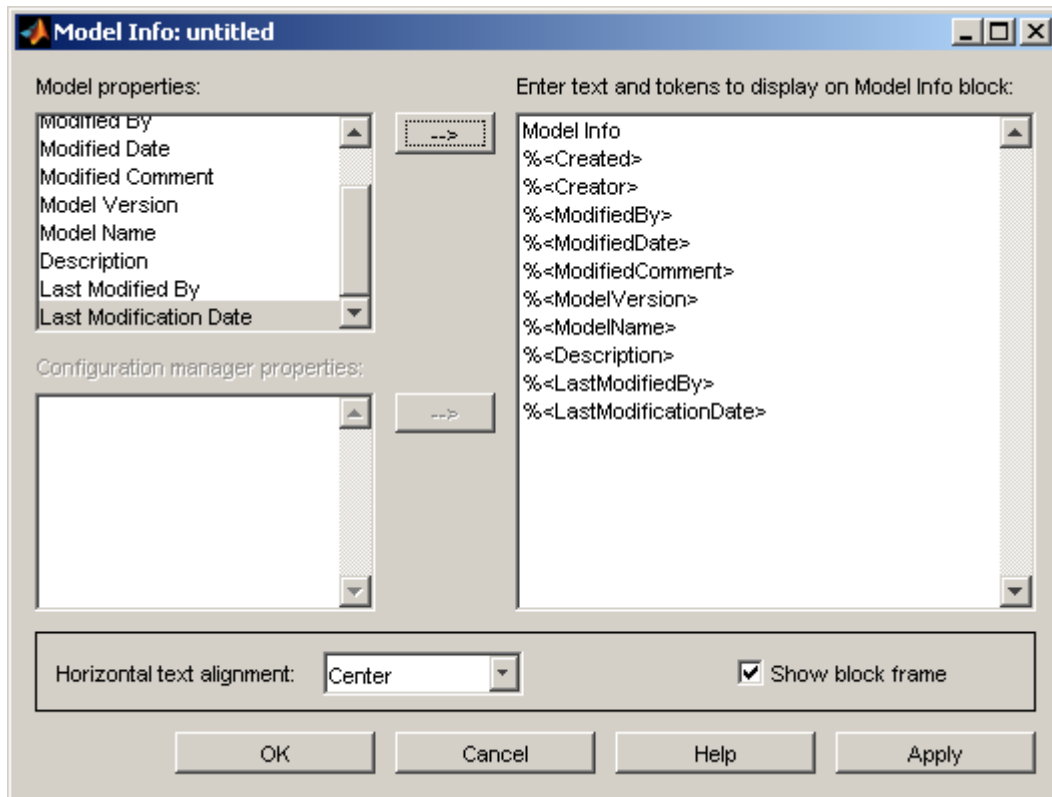 Model Info: untitled
Model properties:
Modified By
Modified Date
Modified Comment
Model Version
Model Name
Description
Last Modified By
Last Modification Date
-->
Configuration manager properties:
-->
Enter text and tokens to display on Model Info block:
Model Info
%<Created>
%<Creator>
%<ModifiedBy>
%<ModifiedDate>
%<ModifiedComment>
%<ModelVersion>
%<ModelName>
%<Description>
%<LastModifiedBy>
%<LastModificationDate>
Horizontal text alignment: Center Show block frame
OK Cancel Help Apply